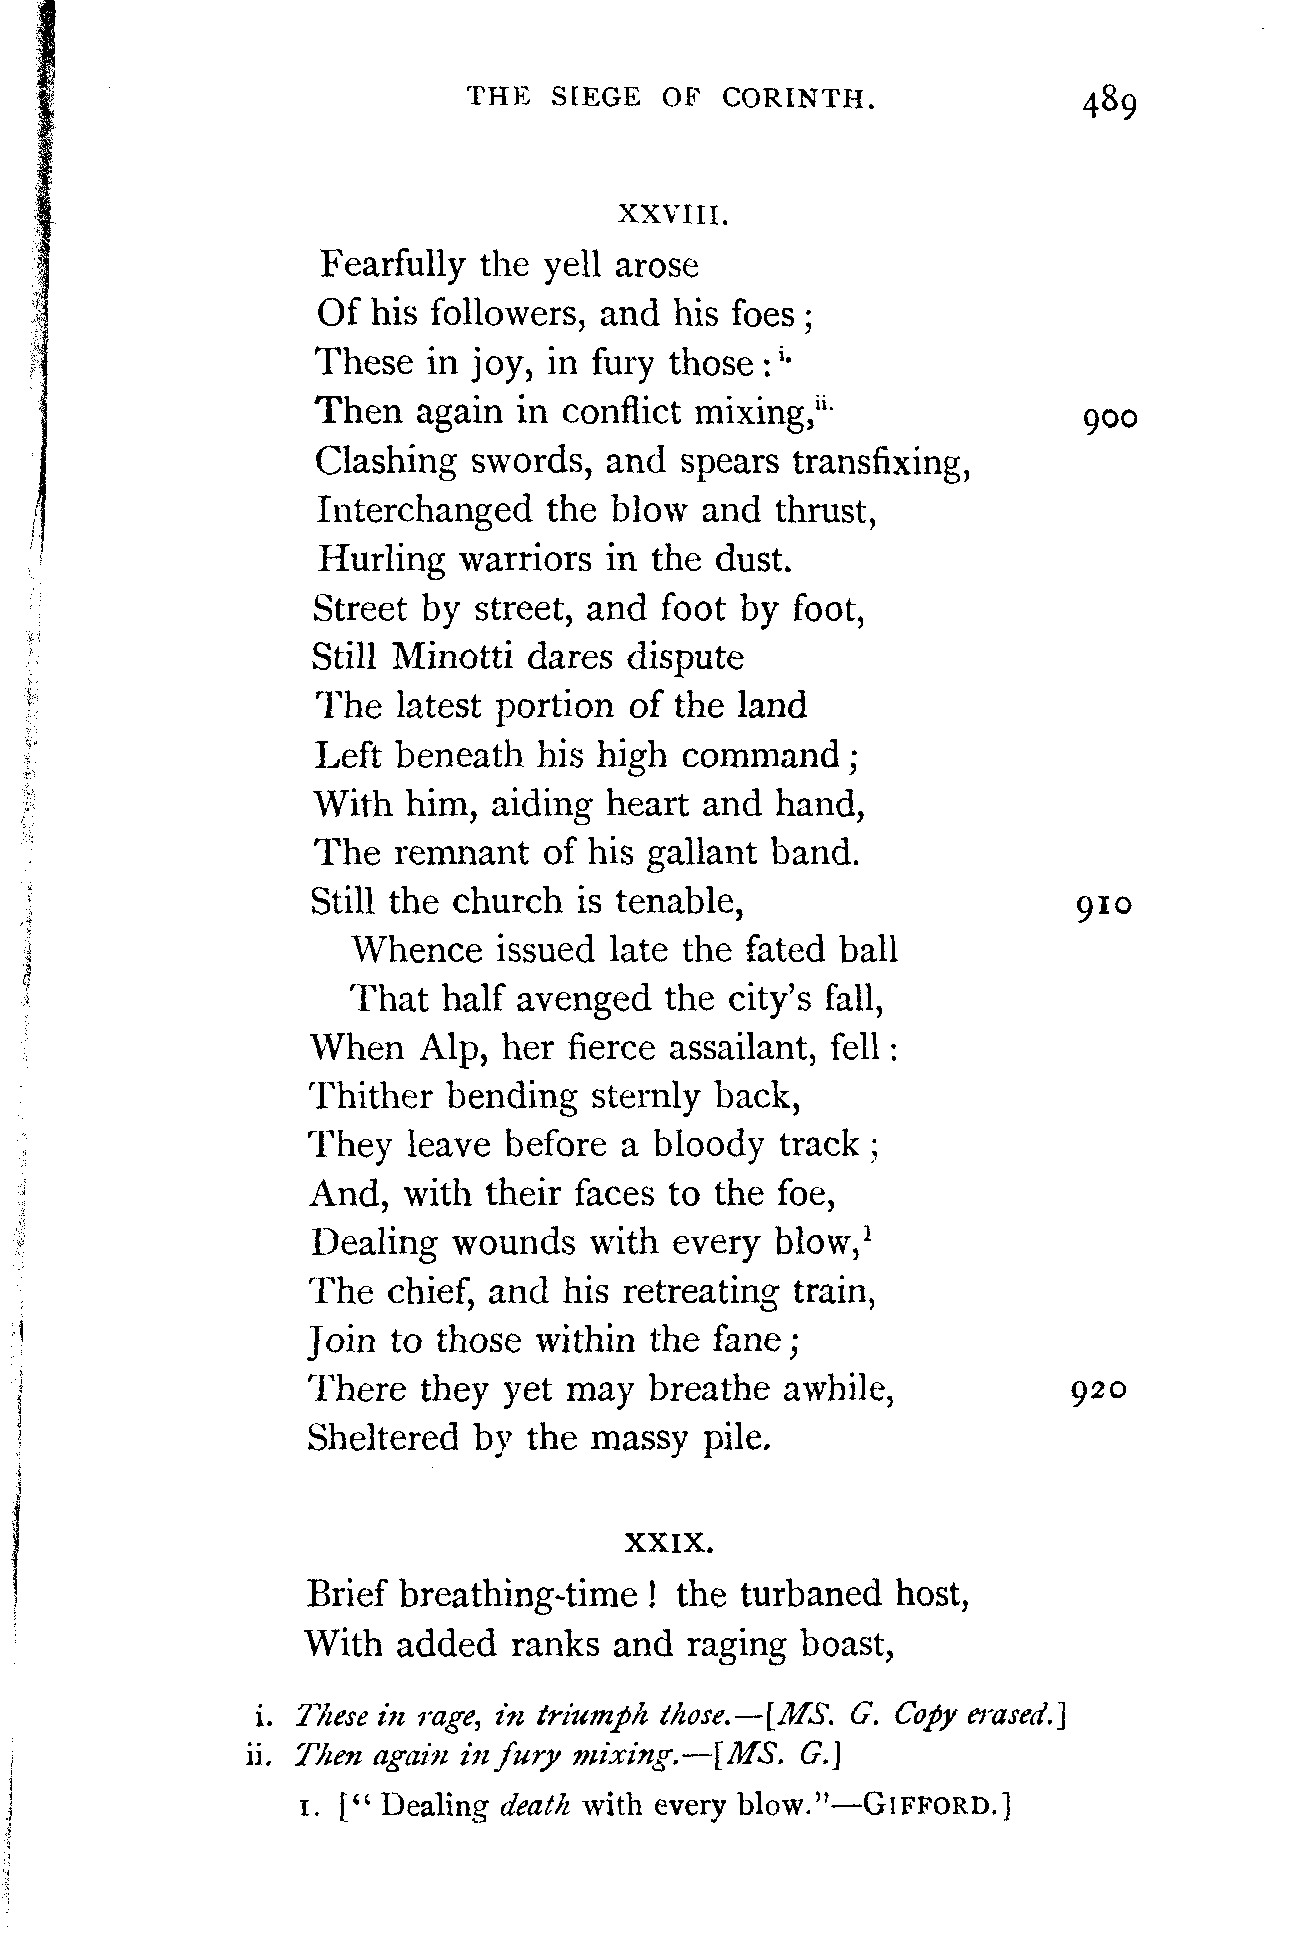 THE SIEGE OF CORINTH. 489
XXVIII.
Fearfully the yell arose
Of his followers, and his foes;
These in joy, in fury those: i.
Then again in conflict mixing, ii. 900
Clashing swords, and spears transfixing,
Interchanged the blow and thrust,
Hurling warriors in the dust.
Street by street, and foot by foot,
Still Minotti dares dispute
The latest portion of the land
Left beneath his high command;
With him, aiding heart and hand,
The remnant of his gallant band.
Still the church is tenable, 910
Whence issued late the fated ball
That half avenged the city's fall,
When Alp, her fierce assailant, fell:
Thither bending sternly back,
They leave before a bloody track;
And, with their faces to the foe,
Dealing wounds with every blow,1
The chief, and his retreating train,
Join to those within the fane;
There they yet may breathe awhile, 920
Sheltered by the massy pile.
XXIX.
Brief breathing-time! the turbaned host,
With added ranks and raging boast,
i. These in rage, in triumph those.—[MS. G. Copy erased.]
ii. Then again in fury mixing.—[MS. G.]
1. ["Dealing death with every blow."—GIFFORD.]